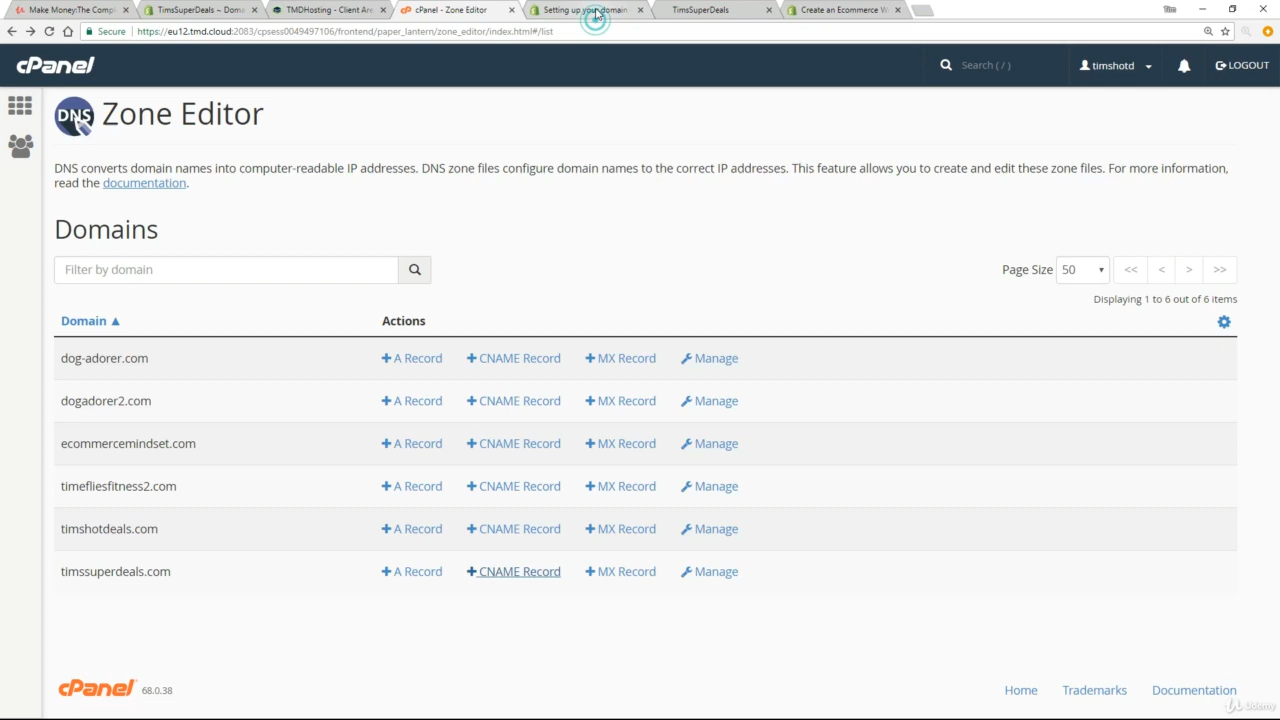 Make Money:The Compl
TimsSuperDeals ~ Doma
TMDHosting - Client Are
cPanel - Zone Editor
Setting up your domain
TimsSuperDeals
Create an Ecommerce W
Tim
Secure
https://eu12.tmd.cloud:2083/cpsess0049497106/frontend/paper_lantern/zone_editor/index.html#/list
cPanel
Search ( / )
timshotd
LOGOUT
DNS
Zone Editor
DNS converts domain names into computer-readable IP addresses. DNS zone files configure domain names to the correct IP addresses. This feature allows you to create and edit these zone files. For more information,
read the documentation.
Domains
Filter by domain
Page Size 50 << < > >>
Displaying 1 to 6 out of 6 items
Domain ▲ Actions
dog-adorer.com + A Record + CNAME Record + MX Record Manage
dogadorer2.com + A Record + CNAME Record + MX Record Manage
ecommercemindset.com + A Record + CNAME Record + MX Record Manage
timefliesfitness2.com + A Record + CNAME Record + MX Record Manage
timshotdeals.com + A Record + CNAME Record + MX Record Manage
timssuperdeals.com + A Record + CNAME Record + MX Record Manage
cPanel 68.0.38 Home Trademarks Documentation
Udemy